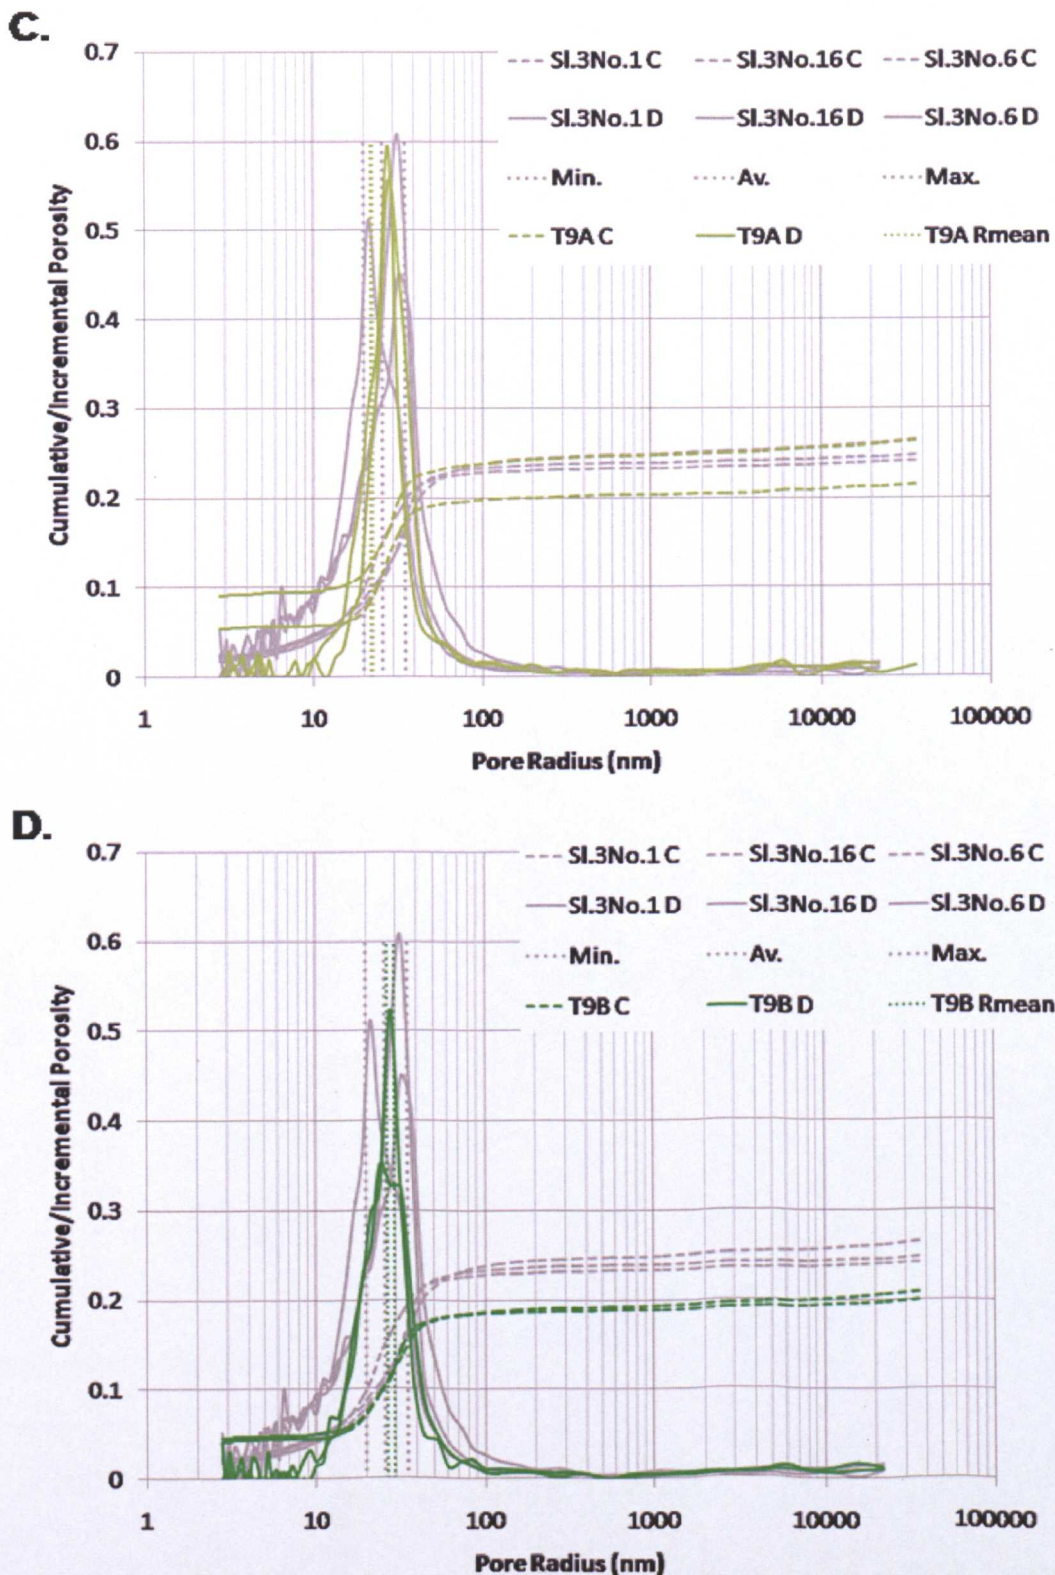 C.
0.7
0.6
0.5
0.4
0.3
0.2
0.1
0
Cumulative/Incremental Porosity
Sl.3No.1 C Sl.3No.16 C Sl.3No.6 C
Sl.3No.1 D Sl.3No.16 D Sl.3No.6 D
Min. Av. Max.
T9A C T9A D T9A Rmean
1 10 100 1000 10000 100000
Pore Radius (nm)
D.
0.7
0.6
0.5
0.4
0.3
0.2
0.1
0
Cumulative/Incremental Porosity
Sl.3No.1 C Sl.3No.16 C Sl.3No.6 C
Sl.3No.1 D Sl.3No.16 D Sl.3No.6 D
Min. Av. Max.
T9B C T9B D T9B Rmean
1 10 100 1000 10000 100000
Pore Radius (nm)